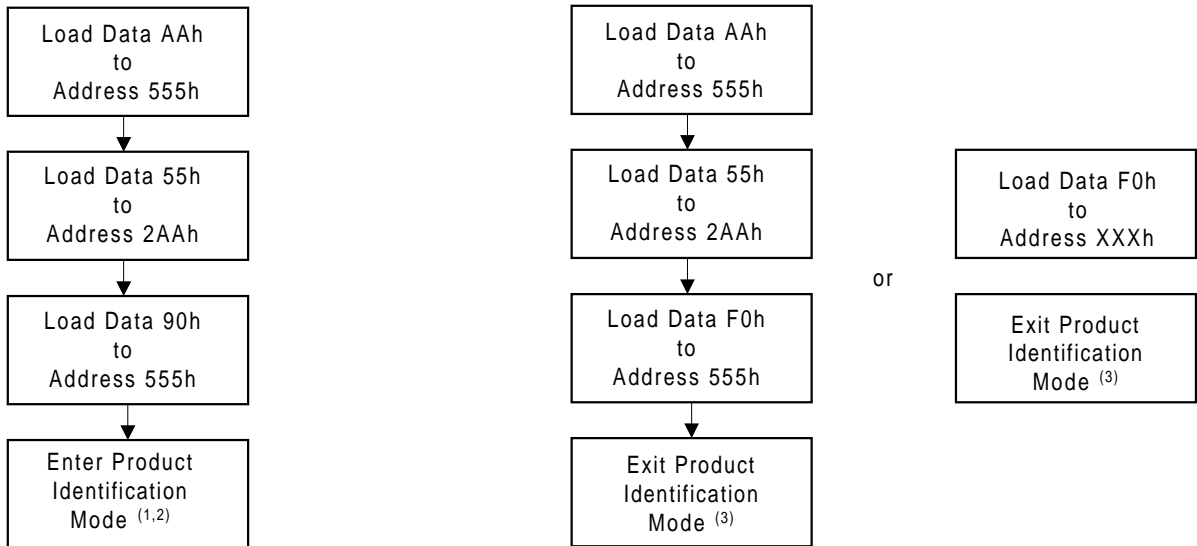 Load Data AAh
to
Address 555h
Load Data 55h
to
Address 2AAh
Load Data 90h
to
Address 555h
Enter Product
Identification
Mode (1,2)
Load Data AAh
to
Address 555h
Load Data 55h
to
Address 2AAh
Load Data F0h
to
Address 555h
Exit Product
Identification
Mode (3)
or
Load Data F0h
to
Address XXXh
Exit Product
Identification
Mode (3)